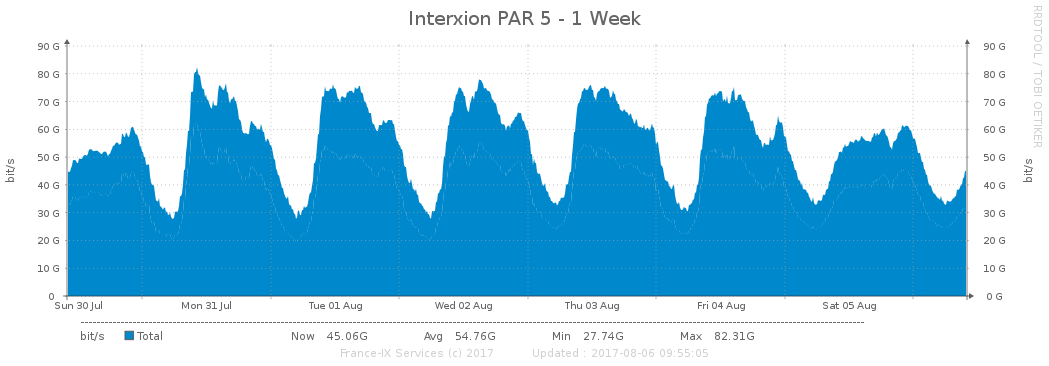 Interxion PAR 5 - 1 Week
RRDTOOL / TOBI OETIKER
90 G 90 G
80 G 80 G
70 G 70 G
60 G 60 G
50 G 50 G
40 G 40 G
30 G 30 G
20 G 20 G
10 G 10 G
0 0 G
bit/s bit/s
Sun 30 Jul Mon 31 Jul Tue 01 Aug Wed 02 Aug Thu 03 Aug Fri 04 Aug Sat 05 Aug
bit/s Total Now 45.06G Avg 54.76G Min 27.74G Max 82.31G
France-IX Services (c) 2017 Updated : 2017-08-06 09:55:05